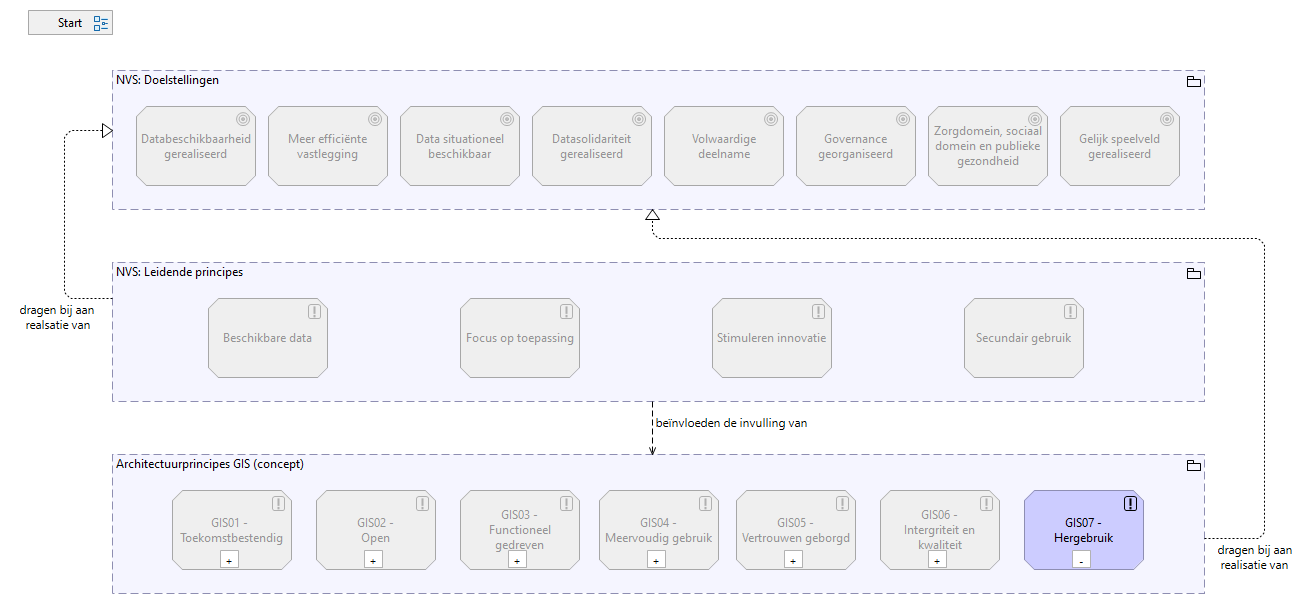 Start
NVS: Doelstellingen
Databeschikbaarheid
gerealiseerd
Meer efficiënte
vastlegging
Data situationeel
beschikbaar
Datasolidariteit
gerealiseerd
Volwaardige
deelname
Governance
georganiseerd
Zorgdomein, sociaal
domein en publieke
gezondheid
Gelijk speelveld
gerealiseerd
NVS: Leidende principes
dragen bij aan
realsatie van
Beschikbare data
Focus op toepassing
Stimuleren innovatie
Secundair gebruik
beïnvloeden de invulling van
Architectuurprincipes GIS (concept)
GIS01 -
Toekomstbestendig
+
GIS02 -
Open
+
GIS03 -
Functioneel
gedreven
+
GIS04 -
Meervoudig gebruik
+
GIS05 -
Vertrouwen geborgd
+
GIS06 -
Intergriteit en
kwaliteit
+
GIS07 -
Hergebruik
-
dragen bij aan
realisatie van